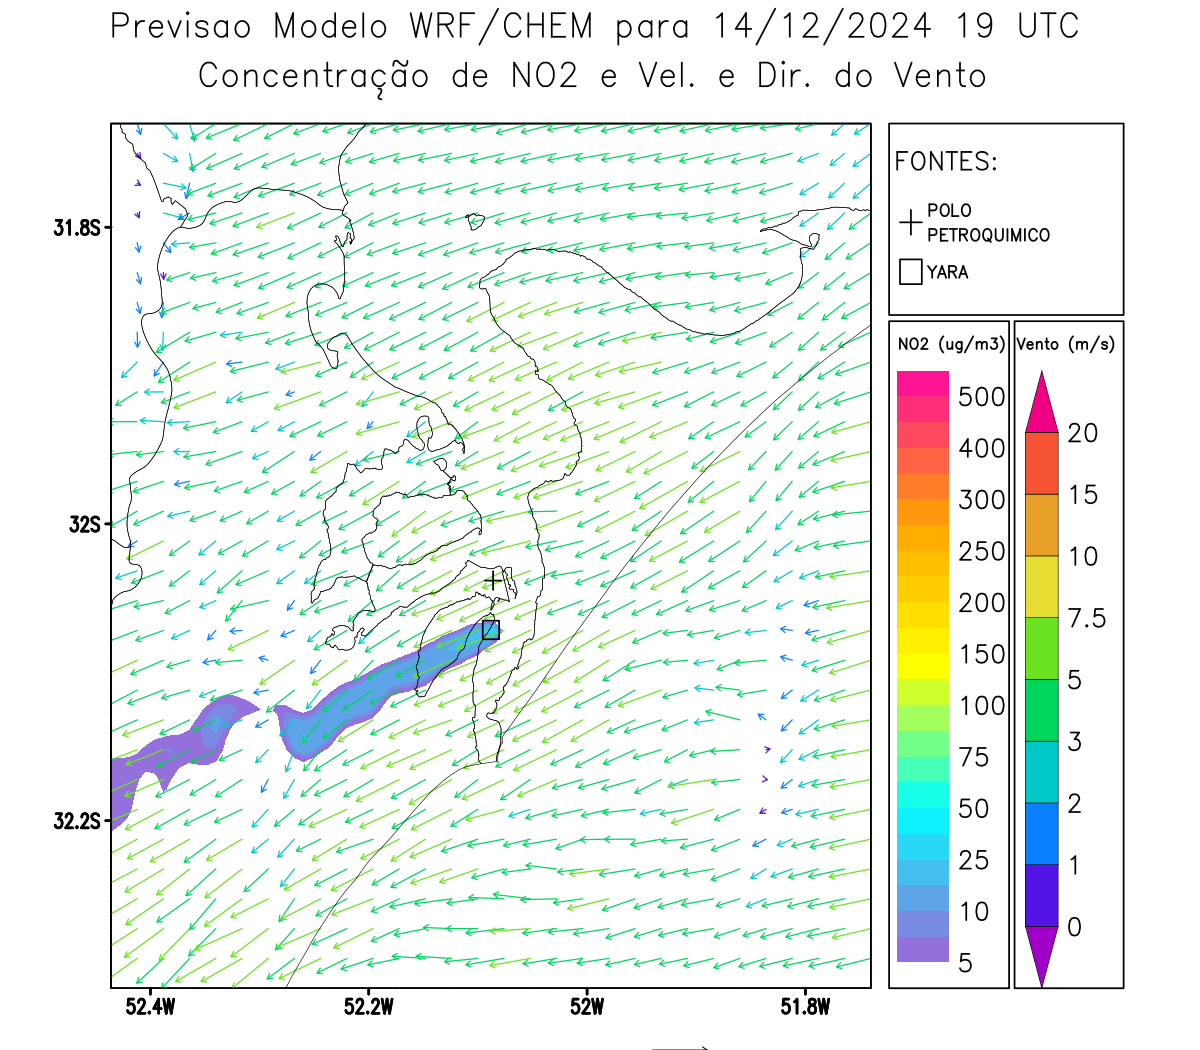 Previsao Modelo WRF/CHEM para 14/12/2024 19 UTC
Concentração de NO2 e Vel. e Dir. do Vento
FONTES:
POLO
PETROQUIMICO
YARA
NO2 (ug/m3)
500
400
300
250
200
150
100
75
50
25
10
5
Vento (m/s)
20
15
10
7.5
5
3
2
1
0
31.8S
32S
32.2S
52.4W
52.2W
52W
51.8W